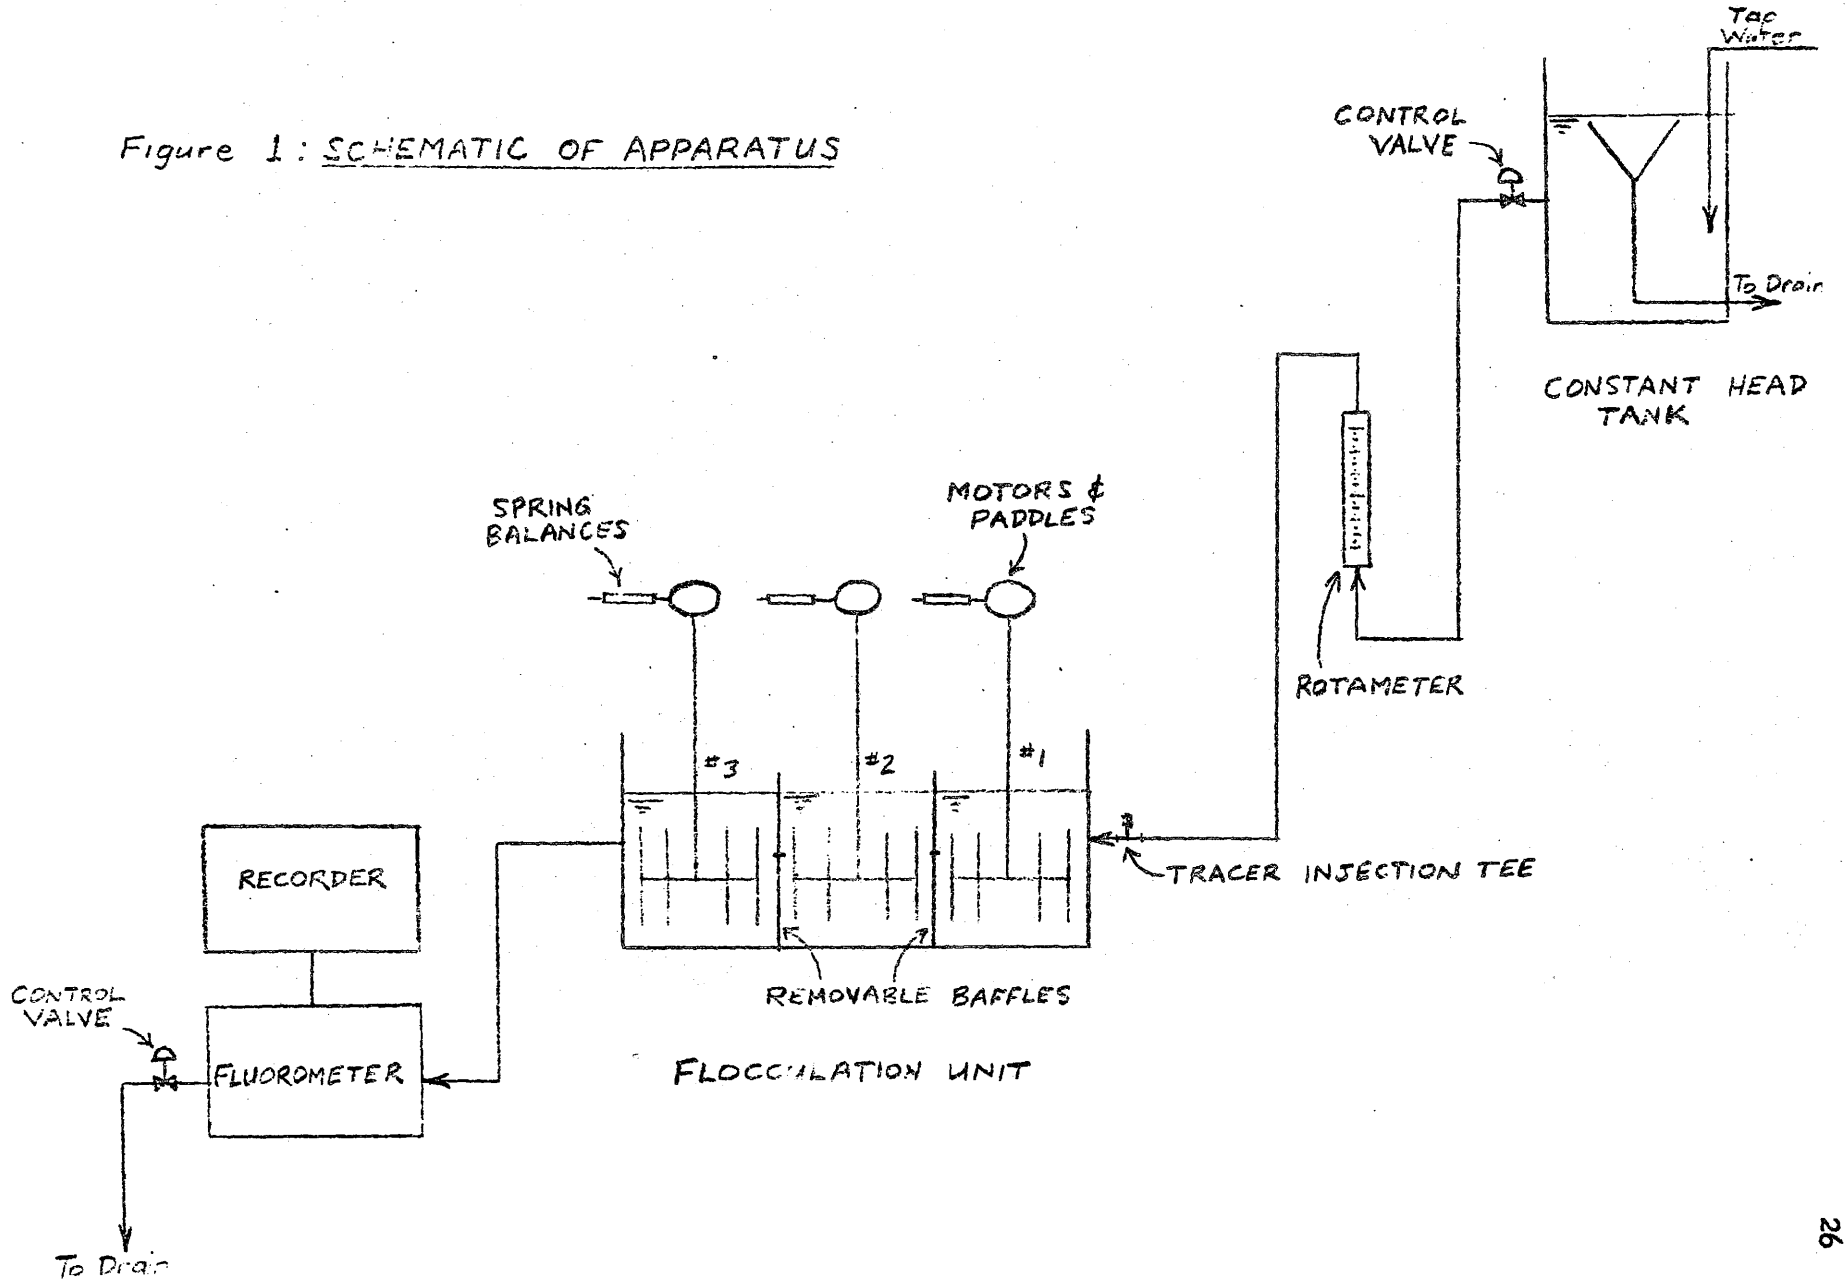 Tap
Water
CONTROL
VALVE
Figure 1: SCHEMATIC OF APPARATUS
To Drain
CONSTANT HEAD
TANK
SPRING
BALANCES
MOTORS &
PADDLES
ROTAMETER
#3
#2
#1
TRACER INJECTION TEE
RECORDER
REMOVABLE BAFFLES
CONTROL
VALVE
FLUOROMETER
FLOCCULATION UNIT
To Drain
26